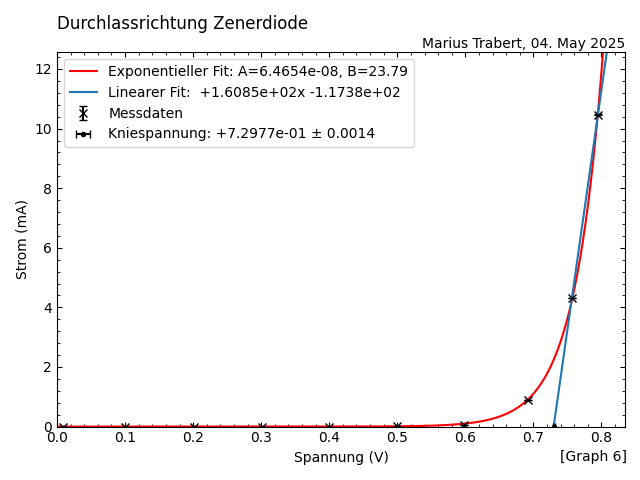 Durchlassrichtung Zenerdiode
Marius Trabert, 04. May 2025
Exponentieller Fit: A=6.4654e-08, B=23.79
Linearer Fit:  +1.6085e+02x -1.1738e+02
Messdaten
Kniespannung: +7.2977e-01 ± 0.0014
Strom (mA)
12
10
8
6
4
2
0
0.0 0.1 0.2 0.3 0.4 0.5 0.6 0.7 0.8
Spannung (V)
[Graph 6]